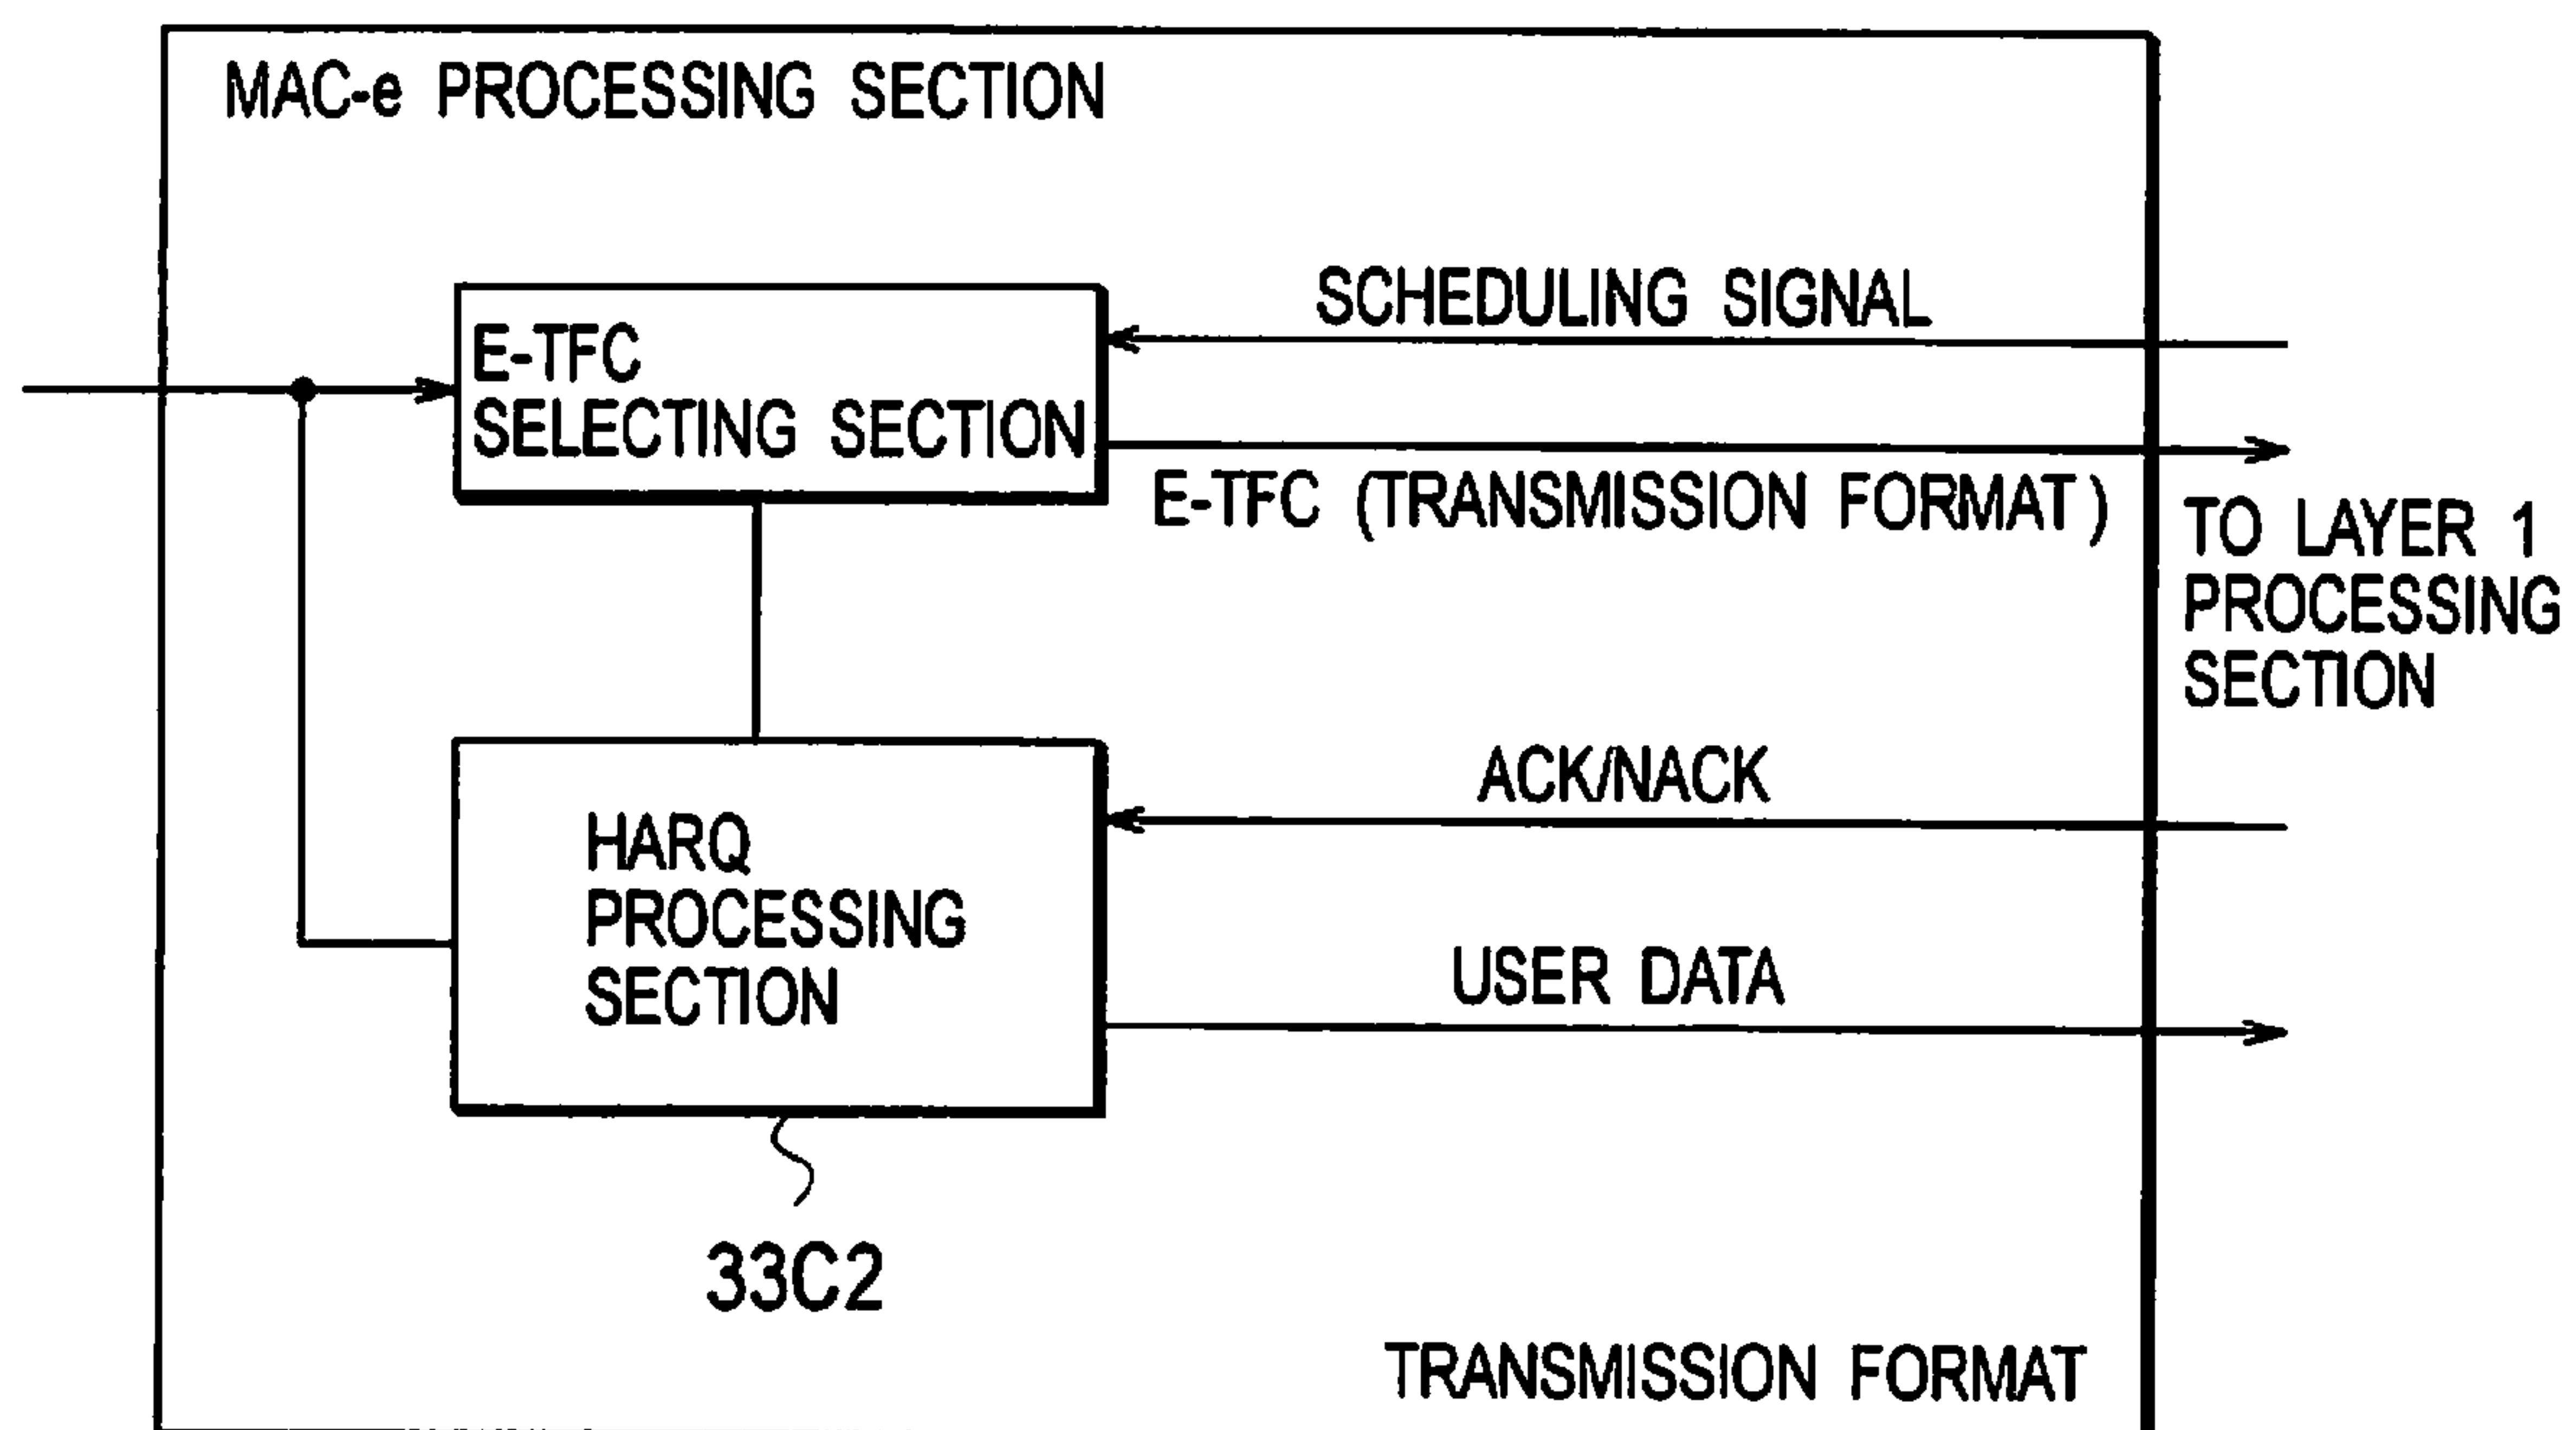 MAC-e PROCESSING SECTION
SCHEDULING SIGNAL
E-TFC
SELECTING SECTION
E-TFC (TRANSMISSION FORMAT)
TO LAYER 1
PROCESSING
SECTION
ACK/NACK
HARQ
PROCESSING
SECTION
USER DATA
33C2
TRANSMISSION FORMAT